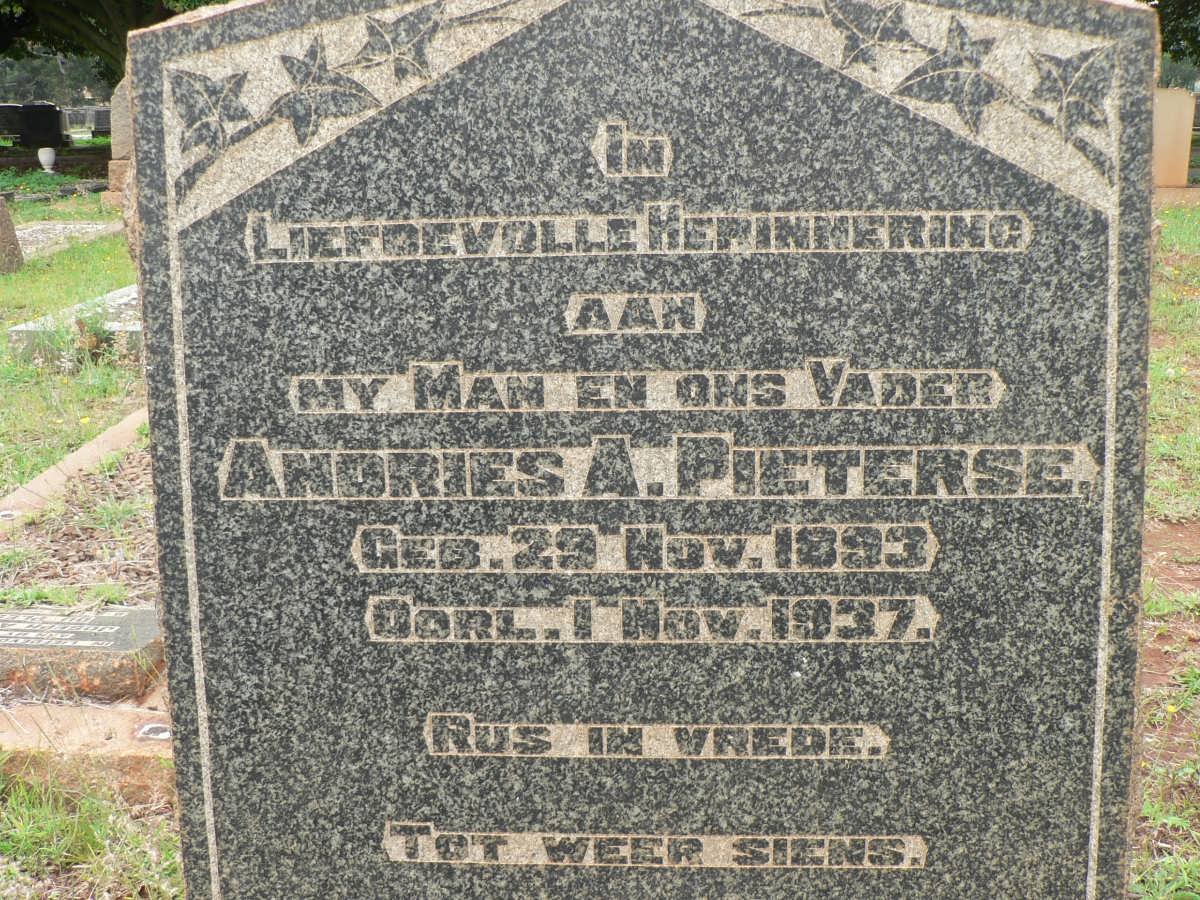 In
Liefdevolle Herinnering
aan
my Man en ons Vader
Andries A. Pieterse,
Geb. 29 Nov. 1893
Oorl. 1 Nov. 1937.
Rus in vrede.
Tot weer siens.